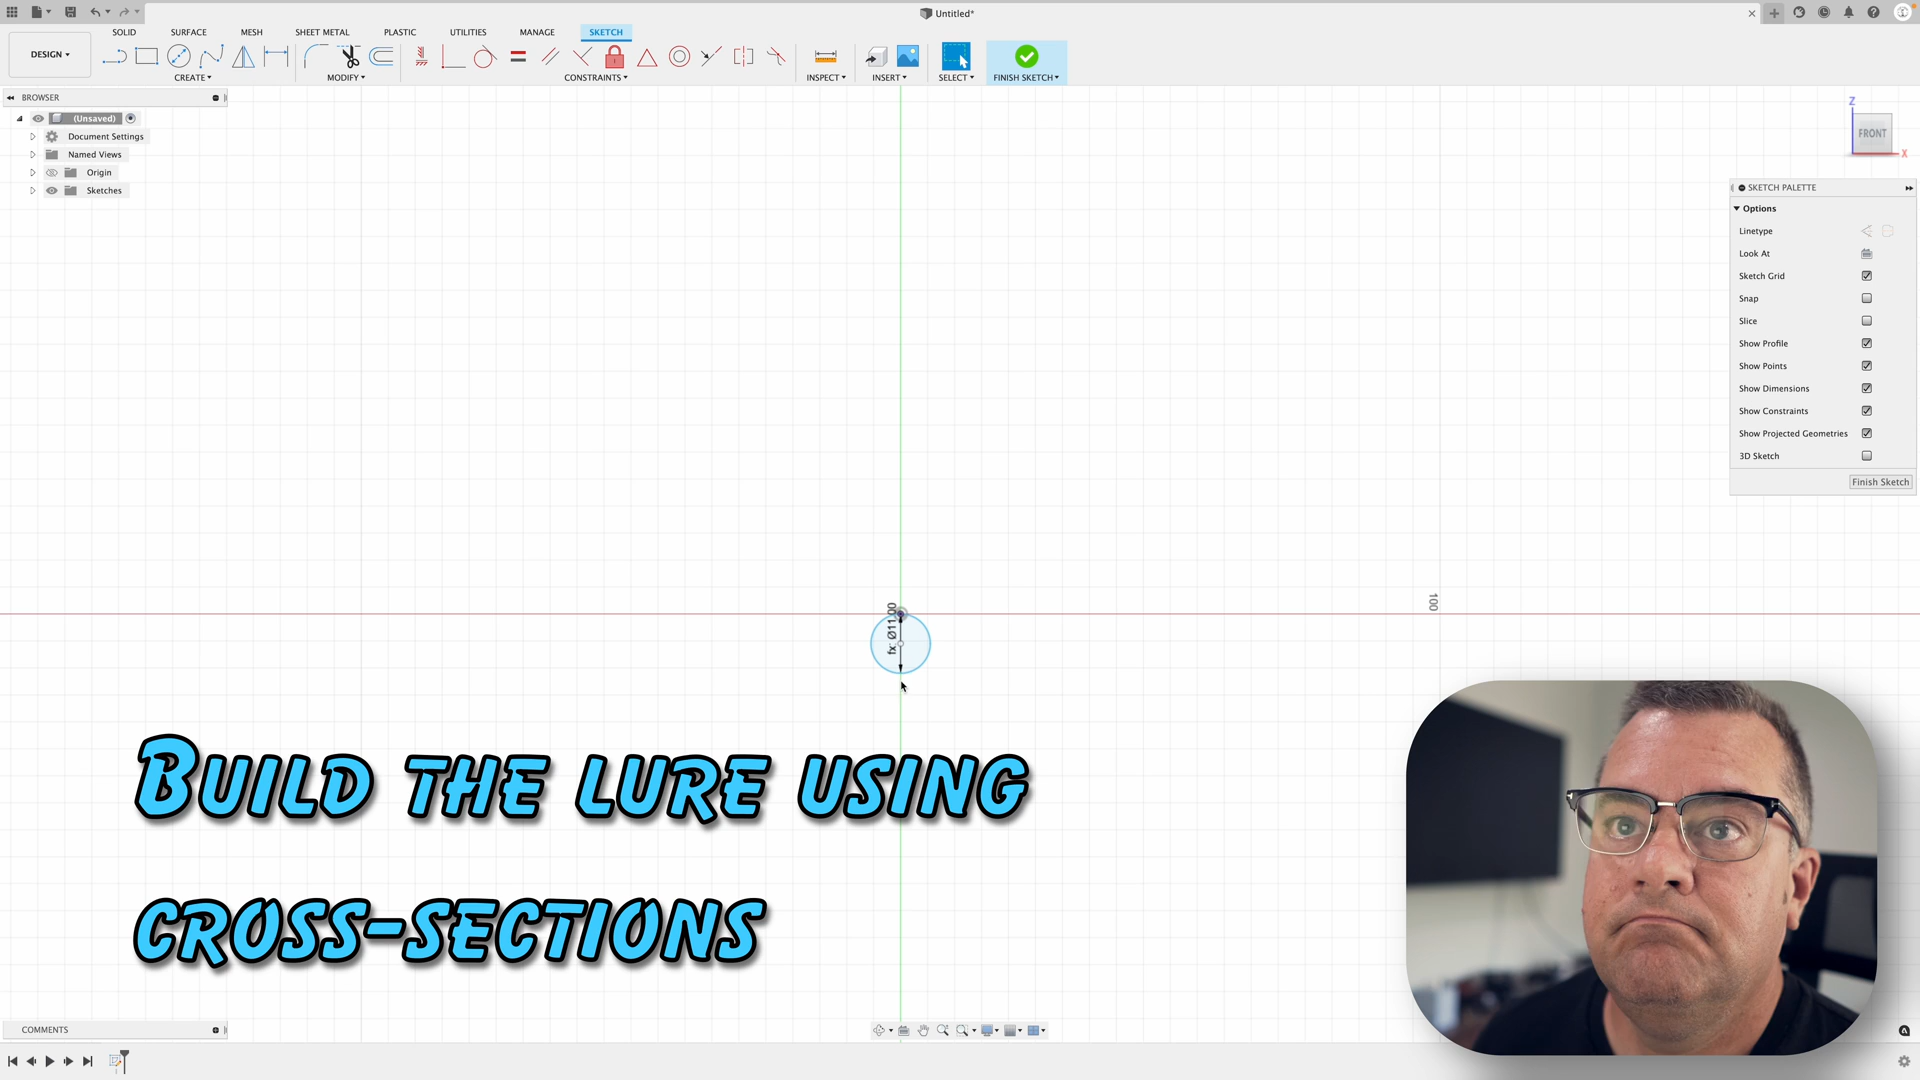 Untitled*
SOLID SURFACE MESH SHEET METAL PLASTIC UTILITIES MANAGE SKETCH
DESIGN
CREATE MODIFY CONSTRAINTS INSPECT INSERT SELECT FINISH SKETCH
BROWSER
(Unsaved)
Document Settings
Named Views
Origin
Sketches
Z
FRONT
X
SKETCH PALETTE
Options
Linetype
Look At
Sketch Grid
Snap
Slice
Show Profile
Show Points
Show Dimensions
Show Constraints
Show Projected Geometries
3D Sketch
Finish Sketch
100
fx: Ø11.00
BUILD THE LURE USING
CROSS-SECTIONS
COMMENTS